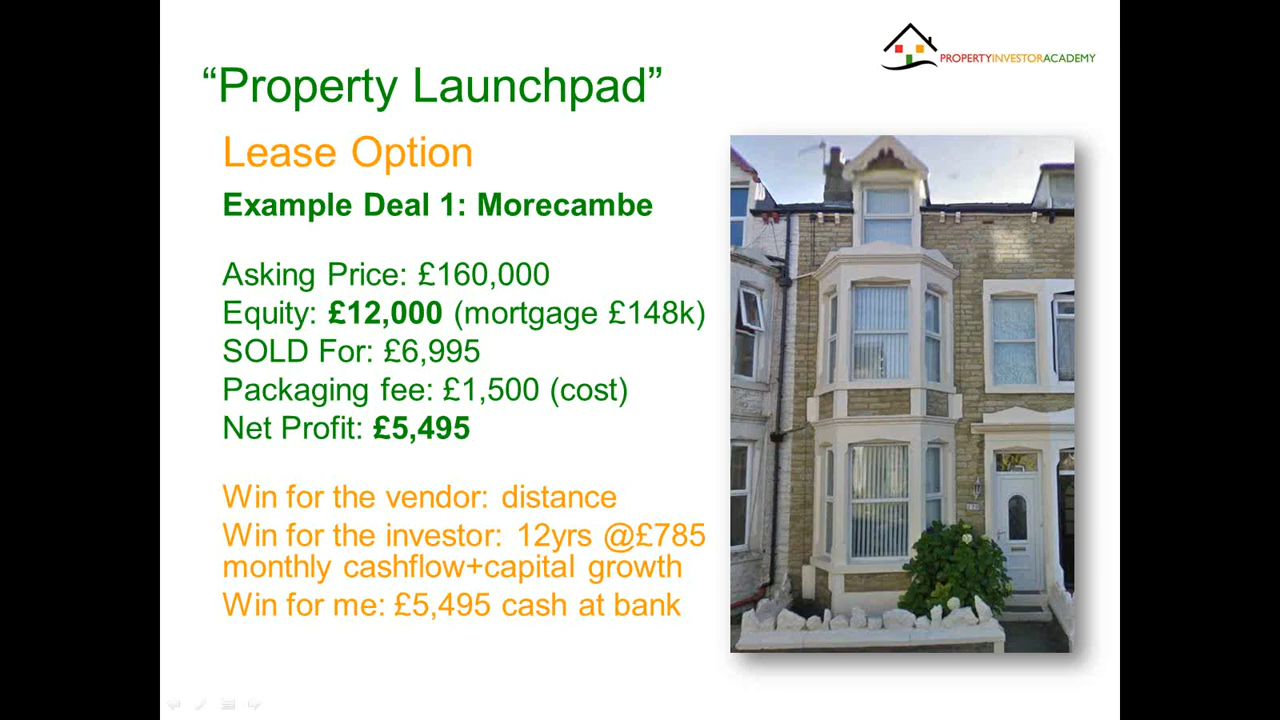 PROPERTYINVESTORACADEMY
“Property Launchpad”
Lease Option
Example Deal 1: Morecambe
Asking Price: £160,000
Equity: £12,000 (mortgage £148k)
SOLD For: £6,995
Packaging fee: £1,500 (cost)
Net Profit: £5,495
Win for the vendor: distance
Win for the investor: 12yrs @£785
monthly cashflow+capital growth
Win for me: £5,495 cash at bank